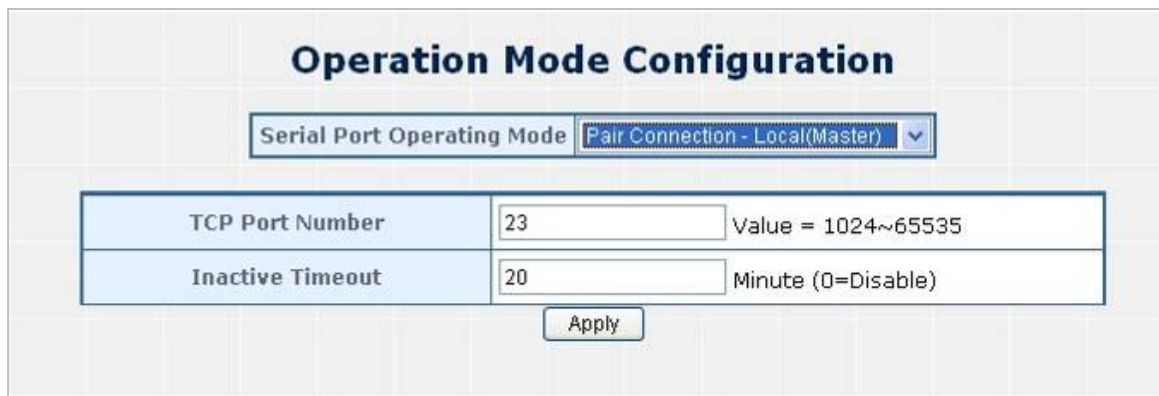 Operation Mode Configuration
Serial Port Operating Mode Pair Connection - Local(Master)
TCP Port Number 23 Value = 1024~65535
Inactive Timeout 20 Minute (0=Disable)
Apply